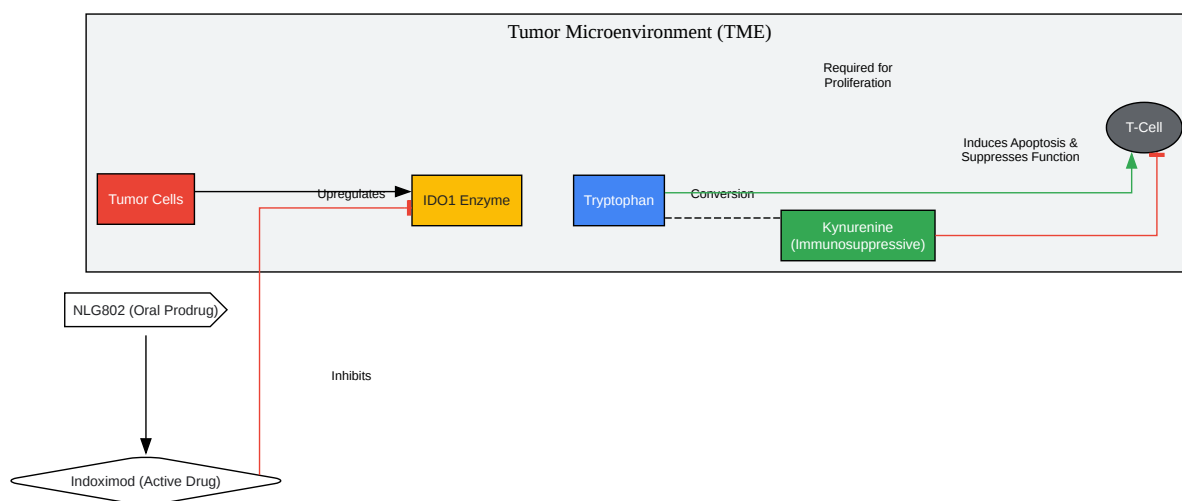 Tumor Microenvironment (TME)
Required for
Proliferation
T-Cell
Induces Apoptosis &
Suppresses Function
Tumor Cells
Upregulates
IDO1 Enzyme
Tryptophan
Conversion
Kynurenine
(Immunosuppressive)
NLG802 (Oral Prodrug)
Inhibits
Indoximod (Active Drug)